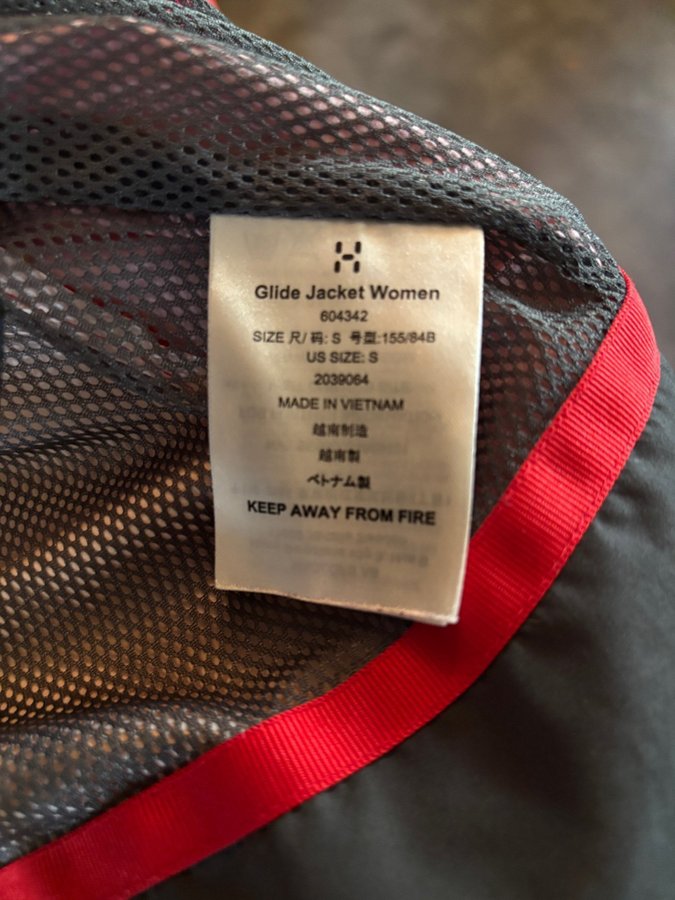 Glide Jacket Women
604342
SIZE 尺/ 码: S 号型:155/84B
US SIZE: S
2039064
MADE IN VIETNAM
越南制造
越南製
ベトナム製
KEEP AWAY FROM FIRE